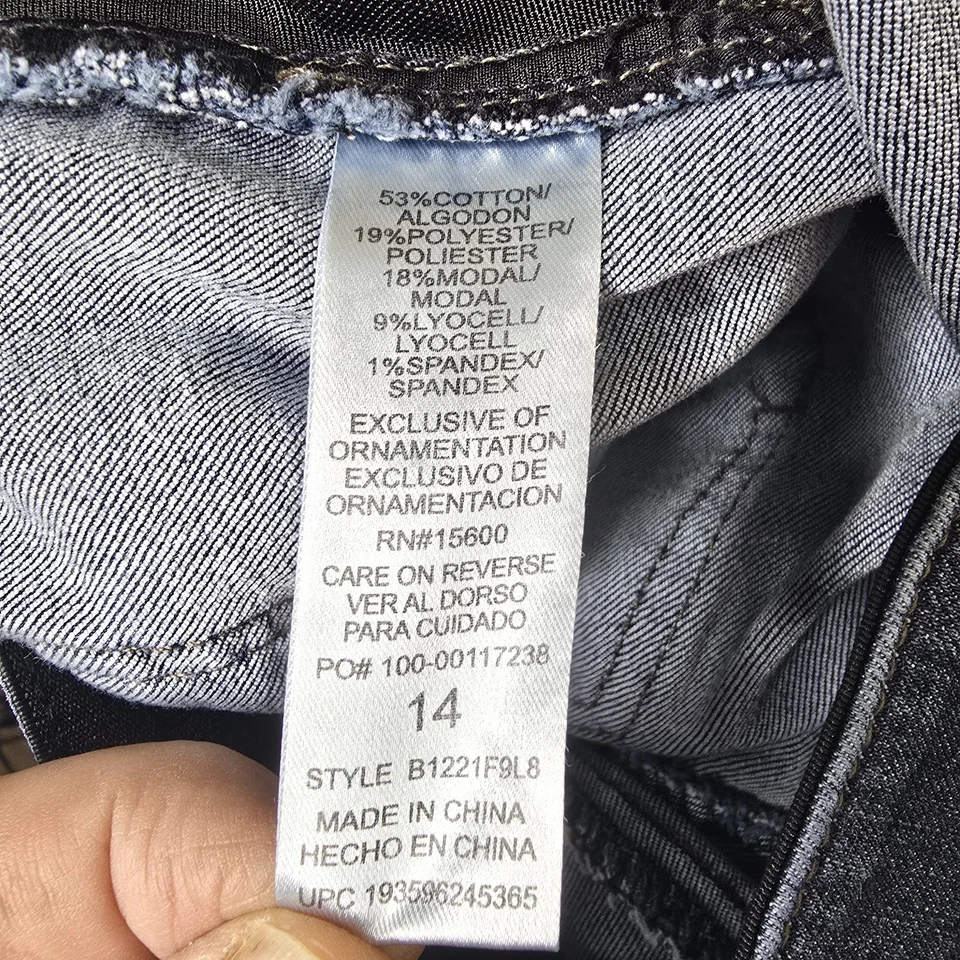 53%COTTON/
ALGODON
19%POLYESTER/
POLIESTER
18%MODAL/
MODAL
9%LYOCELL/
LYOCELL
1%SPANDEX/
SPANDEX
EXCLUSIVE OF
ORNAMENTATION
EXCLUSIVO DE
ORNAMENTACION
RN#15600
CARE ON REVERSE
VER AL DORSO
PARA CUIDADO
PO# 100-00117238
14
STYLE B1221F9L8
MADE IN CHINA
HECHO EN CHINA
UPC 193596245365